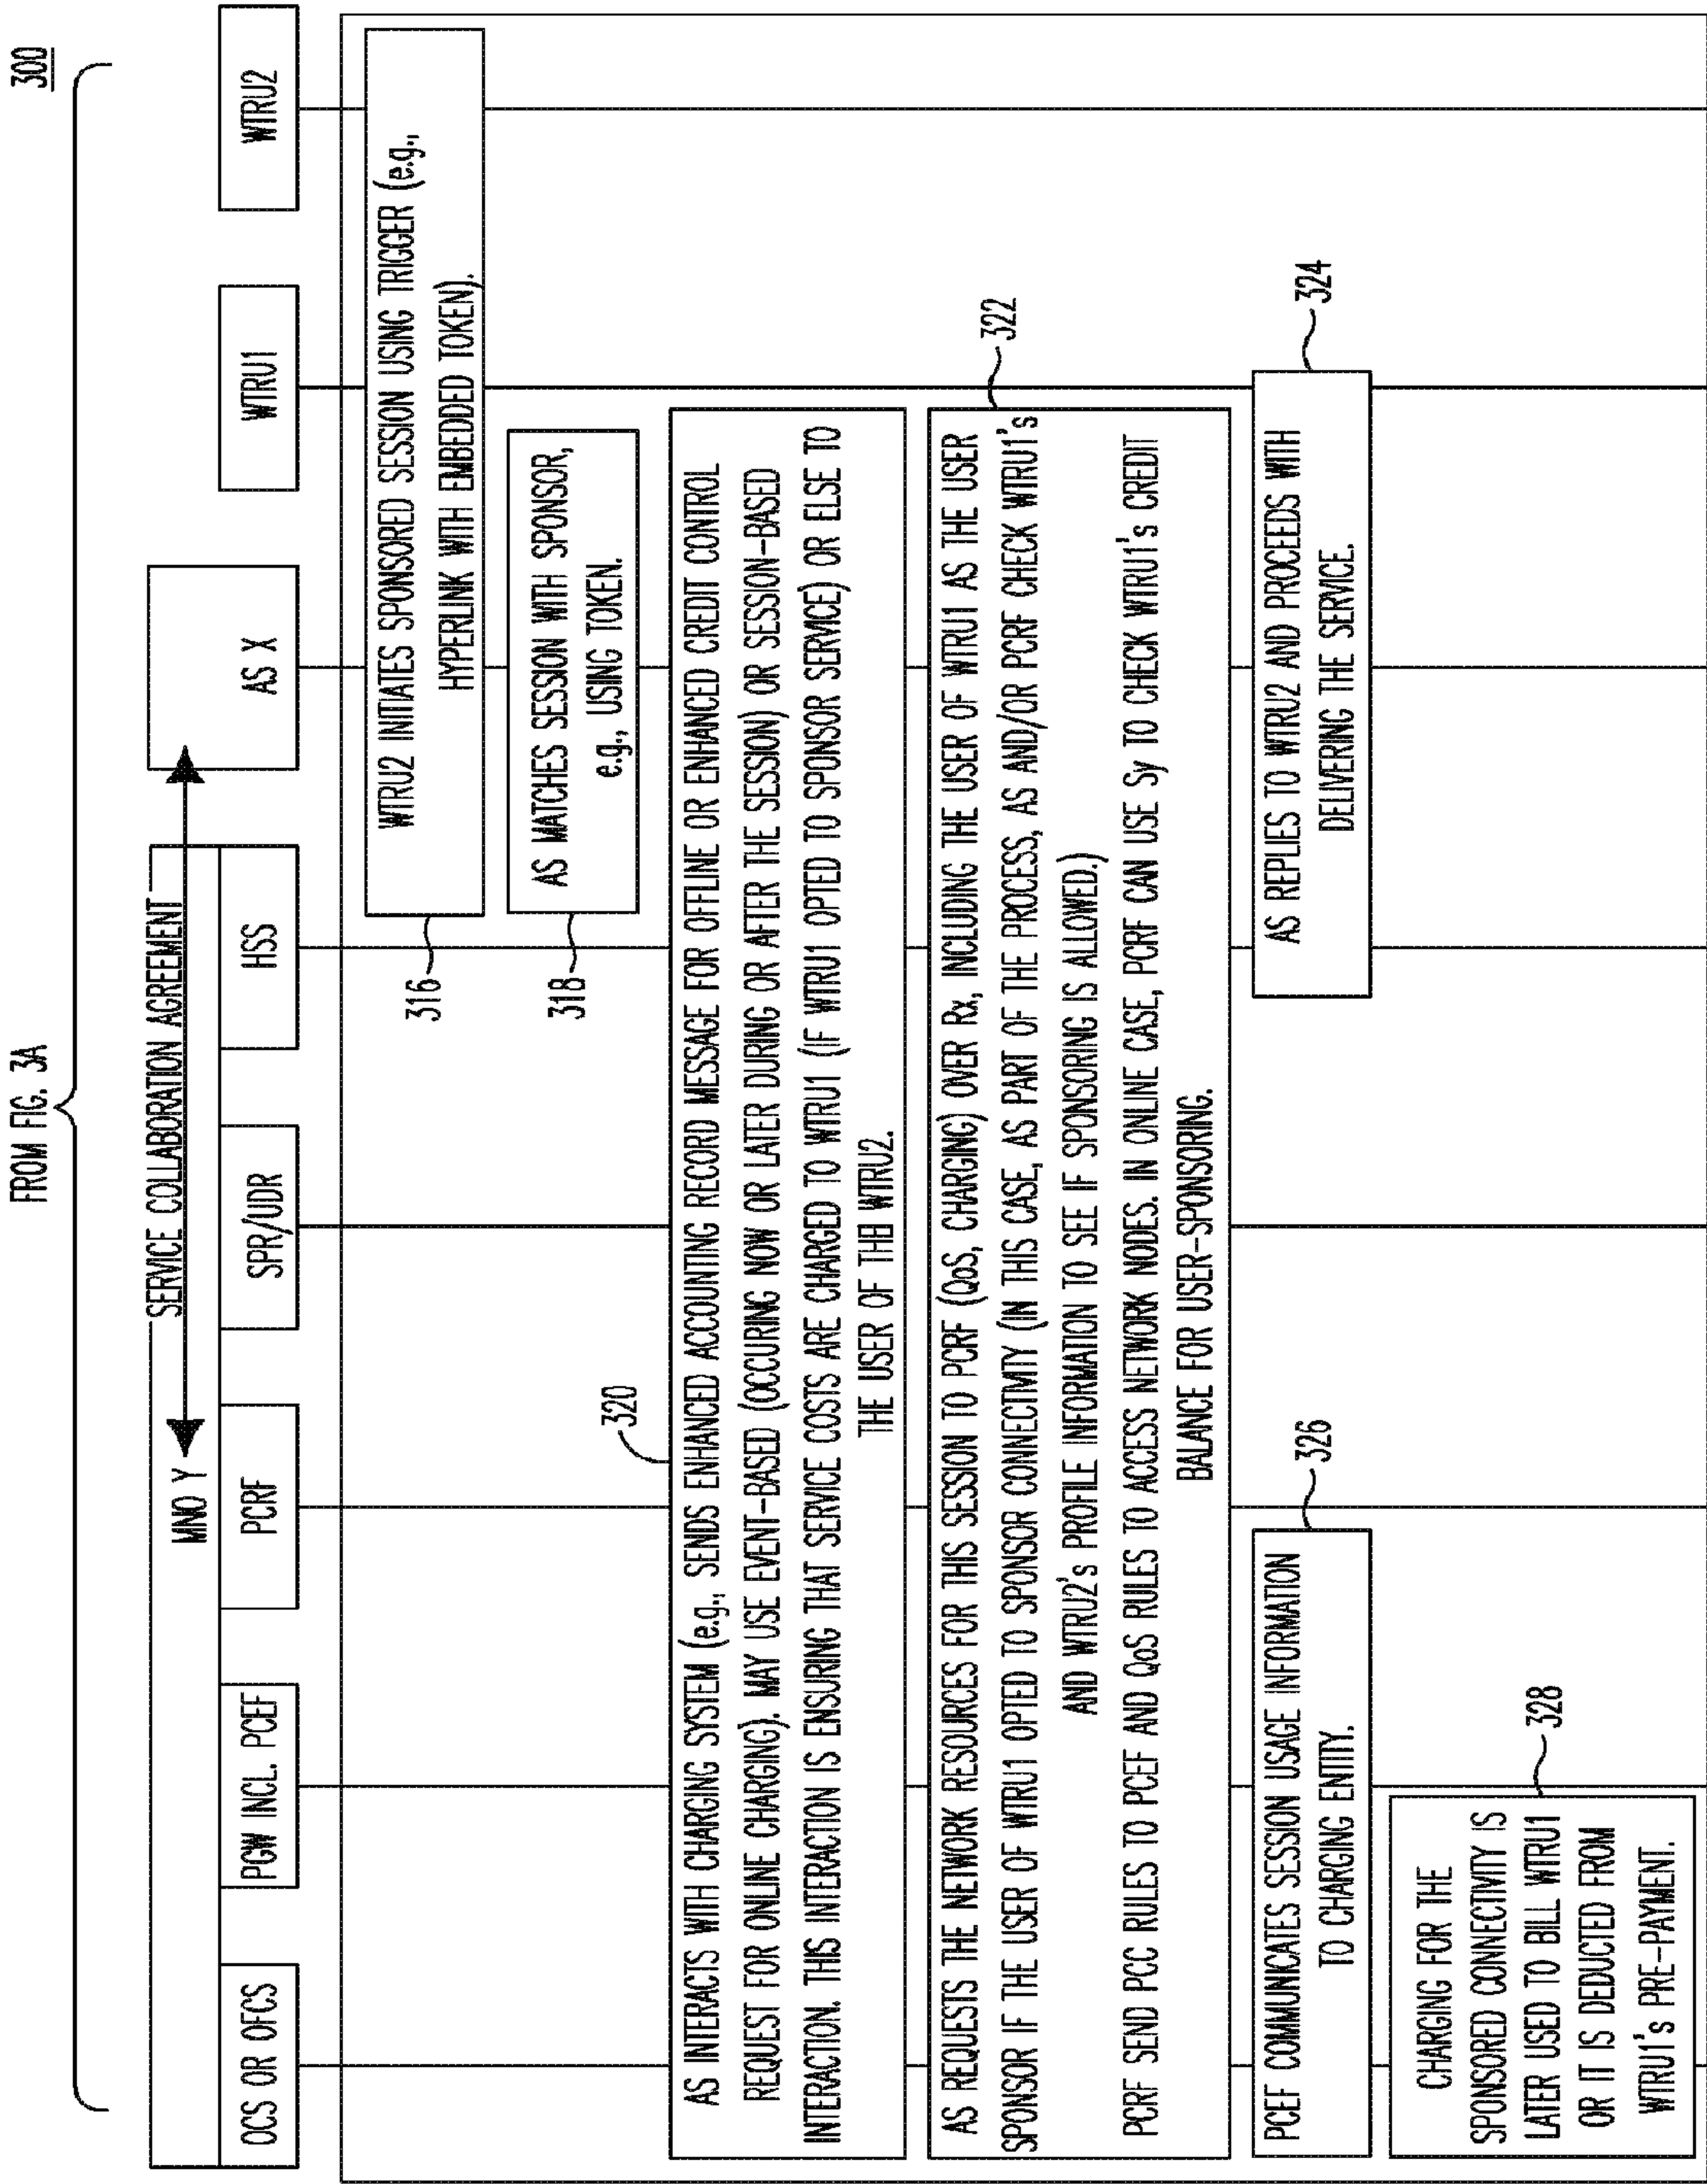 FROM FIG. 3A
300
SERVICE COLLABORATION AGREEMENT
MNO Y
OCS OR OFCS
PGW INCL. PCEF
PCRF
SPR/UDR
HSS
AS X
WTRU1
WTRU2
WTRU2 INITIATES SPONSORED SESSION USING TRIGGER (e.g.,
HYPERLINK WITH EMBEDDED TOKEN).
316
AS MATCHES SESSION WITH SPONSOR,
e.g., USING TOKEN.
318
320
AS INTERACTS WITH CHARGING SYSTEM (e.g., SENDS ENHANCED ACCOUNTING RECORD MESSAGE FOR OFFLINE OR ENHANCED CREDIT CONTROL
REQUEST FOR ONLINE CHARGING). MAY USE EVENT-BASED (OCCURING NOW OR LATER DURING OR AFTER THE SESSION) OR SESSION-BASED
INTERACTION. THIS INTERACTION IS ENSURING THAT SERVICE COSTS ARE CHARGED TO WTRU1 (IF WTRU1 OPTED TO SPONSOR SERVICE) OR ELSE TO
THE USER OF THE WTRU2.
322
AS REQUESTS THE NETWORK RESOURCES FOR THIS SESSION TO PCRF (QoS, CHARGING) OVER Rx, INCLUDING THE USER OF WTRU1 AS THE USER
SPONSOR IF THE USER OF WTRU1 OPTED TO SPONSOR CONNECTIVITY (IN THIS CASE, AS PART OF THE PROCESS, AS AND/OR PCRF CHECK WTRU1's
AND WTRU2's PROFILE INFORMATION TO SEE IF SPONSORING IS ALLOWED.)
PCRF SEND PCC RULES TO PCEF AND QoS RULES TO ACCESS NETWORK NODES. IN ONLINE CASE, PCRF CAN USE Sy TO CHECK WTRU1's CREDIT
BALANCE FOR USER-SPONSORING.
AS REPLIES TO WTRU2 AND PROCEEDS WITH
DELIVERING THE SERVICE.
324
PCEF COMMUNICATES SESSION USAGE INFORMATION
TO CHARGING ENTITY.
326
CHARGING FOR THE
SPONSORED CONNECTIVITY IS
LATER USED TO BILL WTRU1
OR IT IS DEDUCTED FROM
WTRU1's PRE-PAYMENT.
328